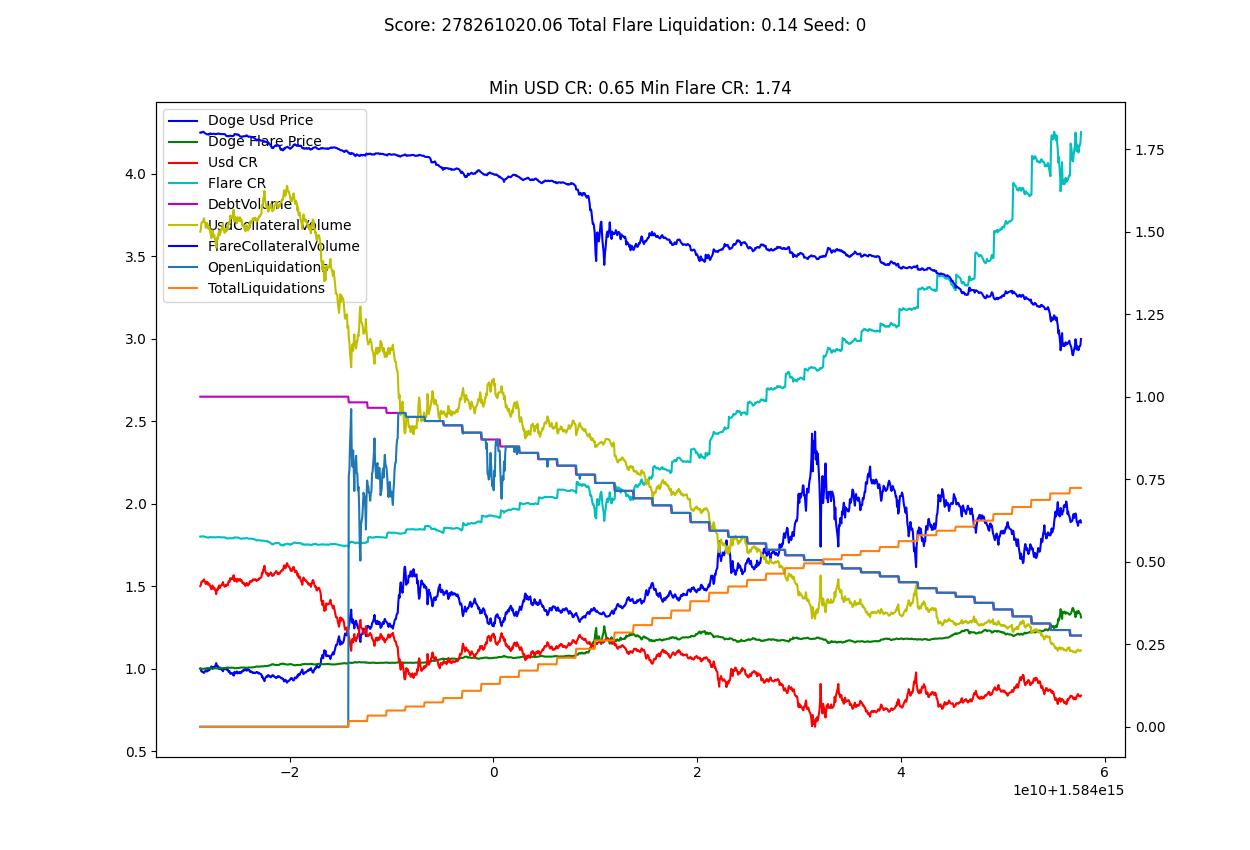 Score: 278261020.06 Total Flare Liquidation: 0.14 Seed: 0
Min USD CR: 0.65 Min Flare CR: 1.74
Doge Usd Price
Doge Flare Price
Usd CR
Flare CR
DebtVolume
UsdCollateralVolume
FlareCollateralVolume
OpenLiquidations
TotalLiquidations
4.0
3.5
3.0
2.5
2.0
1.5
1.0
0.5
1.75
1.50
1.25
1.00
0.75
0.50
0.25
0.00
−2
0
2
4
6
1e10+1.584e15